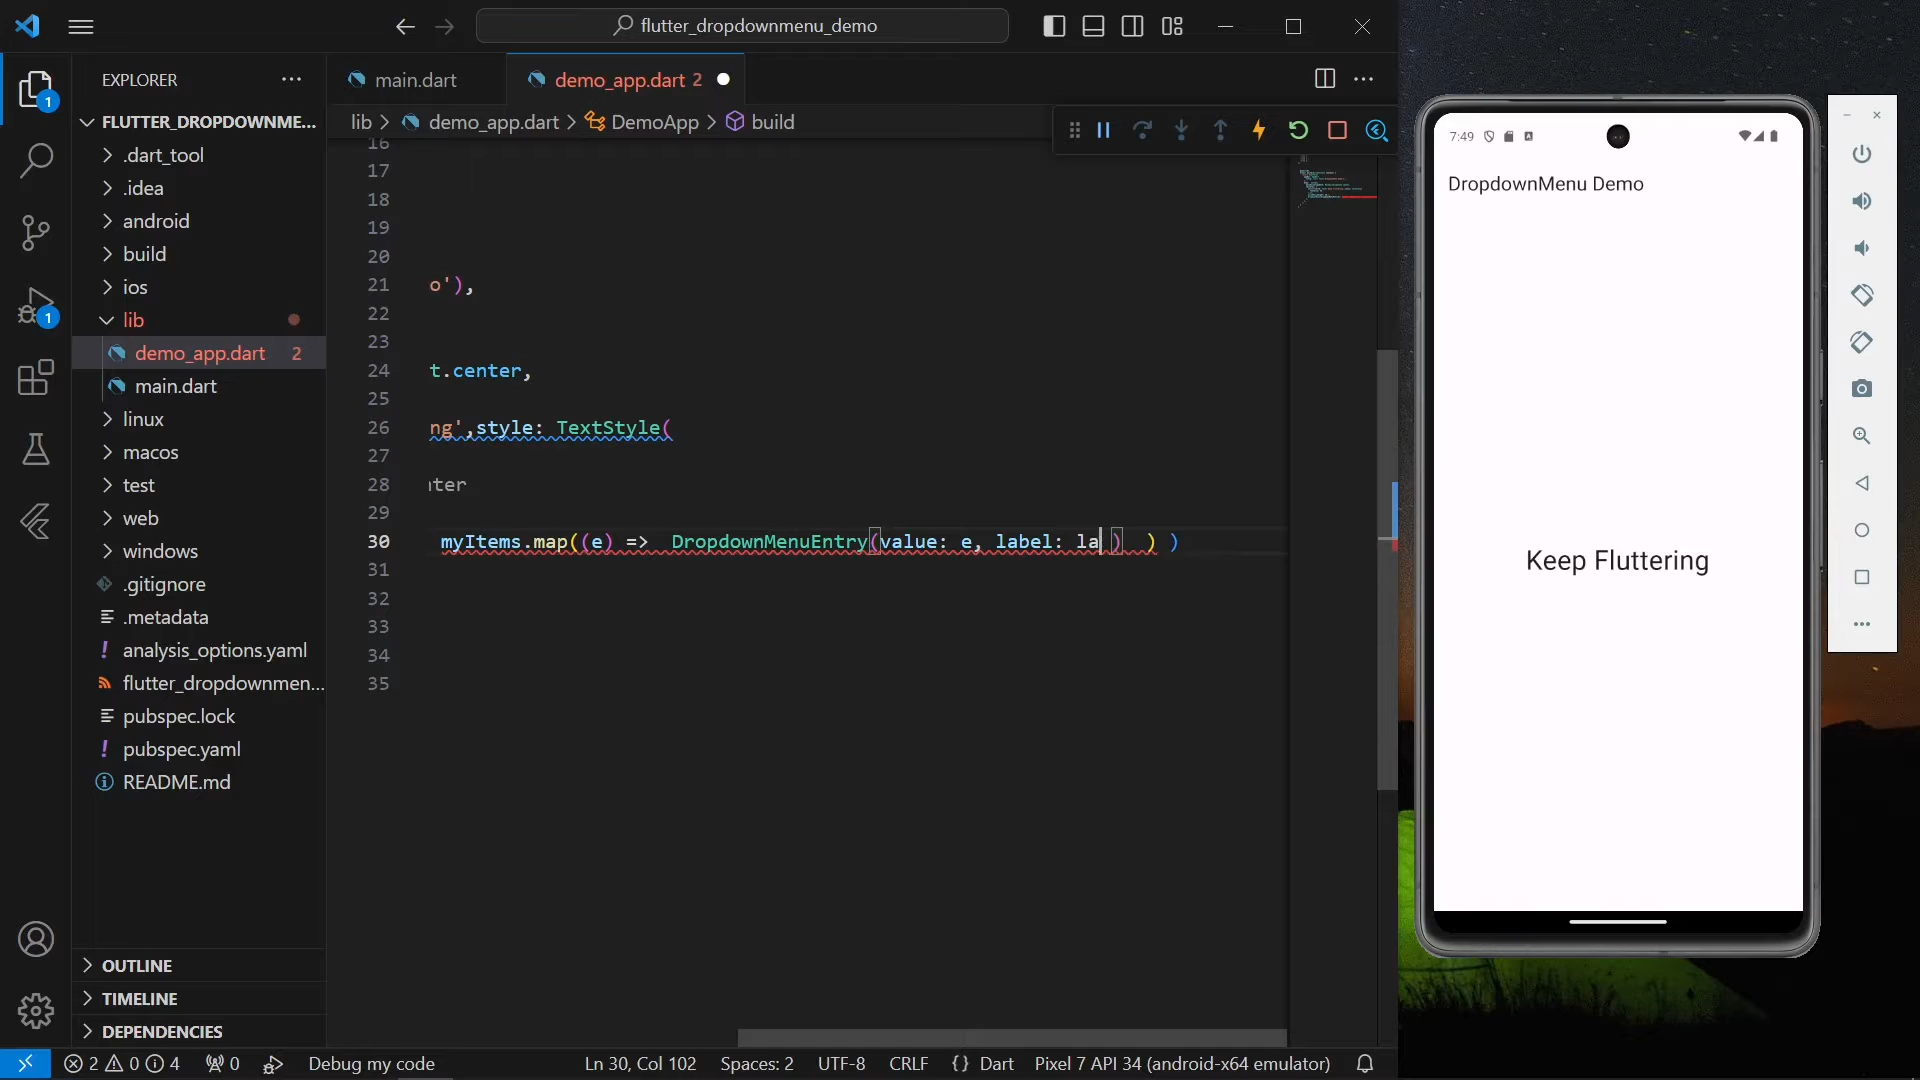 flutter_dropdownmenu_demo
EXPLORER
main.dart
demo_app.dart 2
FLUTTER_DROPDOWNME...
lib > demo_app.dart > DemoApp > build
.dart_tool
.idea
android
build
ios
lib
demo_app.dart 2
main.dart
linux
macos
test
web
windows
.gitignore
.metadata
analysis_options.yaml
flutter_dropdownmen...
pubspec.lock
pubspec.yaml
README.md
OUTLINE
TIMELINE
DEPENDENCIES
1
1
16
17
18
19
20
21 o'),
22
23
24 t.center,
25
26 ng',style: TextStyle(
27
28 nter
29
30 myItems.map((e) => DropdownMenuEntry(value: e, label: la ) ) )
31
32
33
34
35
7:49
DropdownMenu Demo
Keep Fluttering
2 0 4 0 Debug my code Ln 30, Col 102 Spaces: 2 UTF-8 CRLF {} Dart Pixel 7 API 34 (android-x64 emulator)